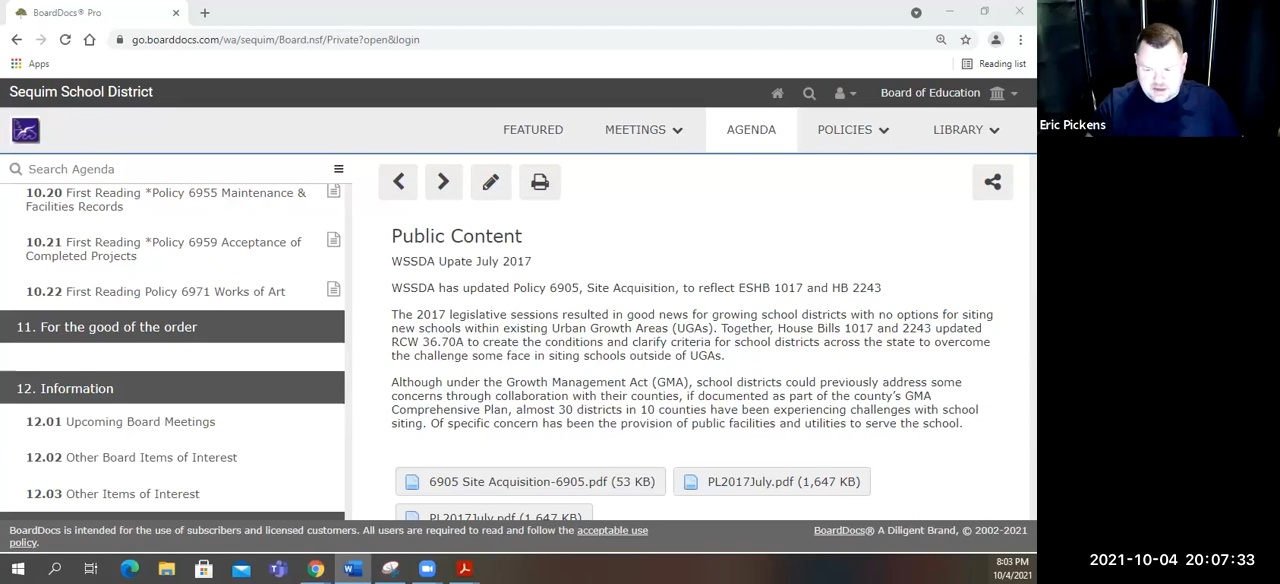 BoardDocs® Pro
go.boarddocs.com/wa/sequim/Board.nsf/Private?open&login
Apps
Reading list
Sequim School District
Board of Education
FEATURED
MEETINGS
AGENDA
POLICIES
LIBRARY
Search Agenda
10.20 First Reading *Policy 6955 Maintenance &
Facilities Records
10.21 First Reading *Policy 6959 Acceptance of
Completed Projects
10.22 First Reading Policy 6971 Works of Art
11. For the good of the order
12. Information
12.01 Upcoming Board Meetings
12.02 Other Board Items of Interest
12.03 Other Items of Interest
Public Content
WSSDA Upate July 2017
WSSDA has updated Policy 6905, Site Acquisition, to reflect ESHB 1017 and HB 2243
The 2017 legislative sessions resulted in good news for growing school districts with no options for siting
new schools within existing Urban Growth Areas (UGAs). Together, House Bills 1017 and 2243 updated
RCW 36.70A to create the conditions and clarify criteria for school districts across the state to overcome
the challenge some face in siting schools outside of UGAs.
Although under the Growth Management Act (GMA), school districts could previously address some
concerns through collaboration with their counties, if documented as part of the county's GMA
Comprehensive Plan, almost 30 districts in 10 counties have been experiencing challenges with school
siting. Of specific concern has been the provision of public facilities and utilities to serve the school.
6905 Site Acquisition-6905.pdf (53 KB)
PL2017July.pdf (1,647 KB)
PL2017July.pdf (1,647 KB)
BoardDocs is intended for the use of subscribers and licensed customers. All users are required to read and follow the acceptable use
policy.
BoardDocs® A Diligent Brand, © 2002-2021
8:03 PM
10/4/2021
Eric Pickens
2021-10-04 20:07:33